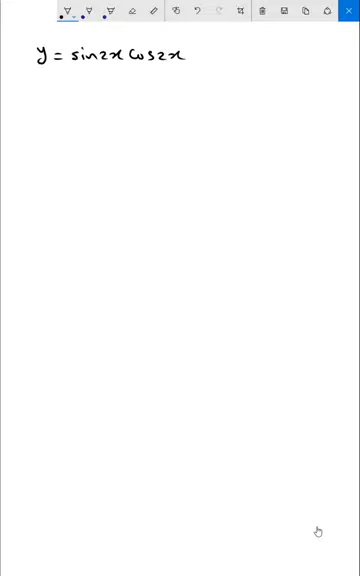 y = sin2x cos2x